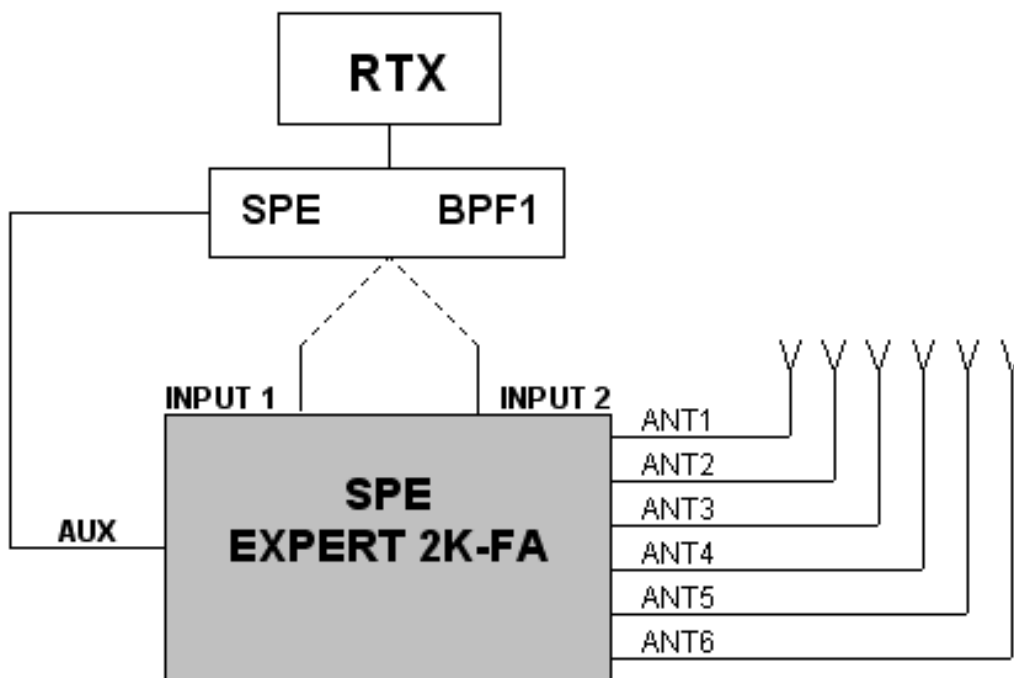 RTX
SPE BPF1
INPUT 1 INPUT 2
ANT1
ANT2
SPE
ANT3
EXPERT 2K-FA
AUX
ANT4
ANT5
ANT6